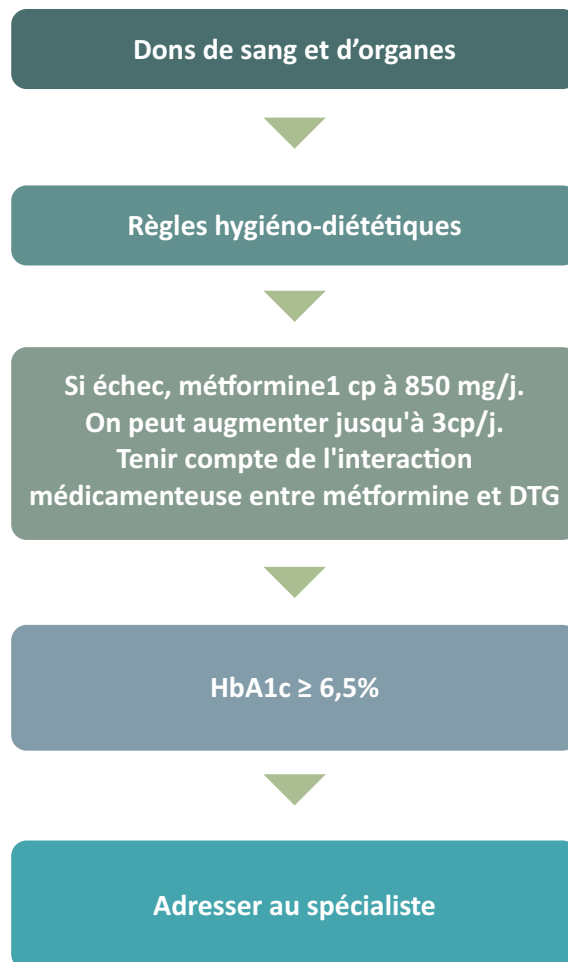 Dons de sang et d’organes
Règles hygiéno-diététiques
Si échec, métformine1 cp à 850 mg/j.
On peut augmenter jusqu'à 3cp/j.
Tenir compte de l'interaction
médicamenteuse entre métformine et DTG
HbA1c ≥ 6,5%
Adresser au spécialiste